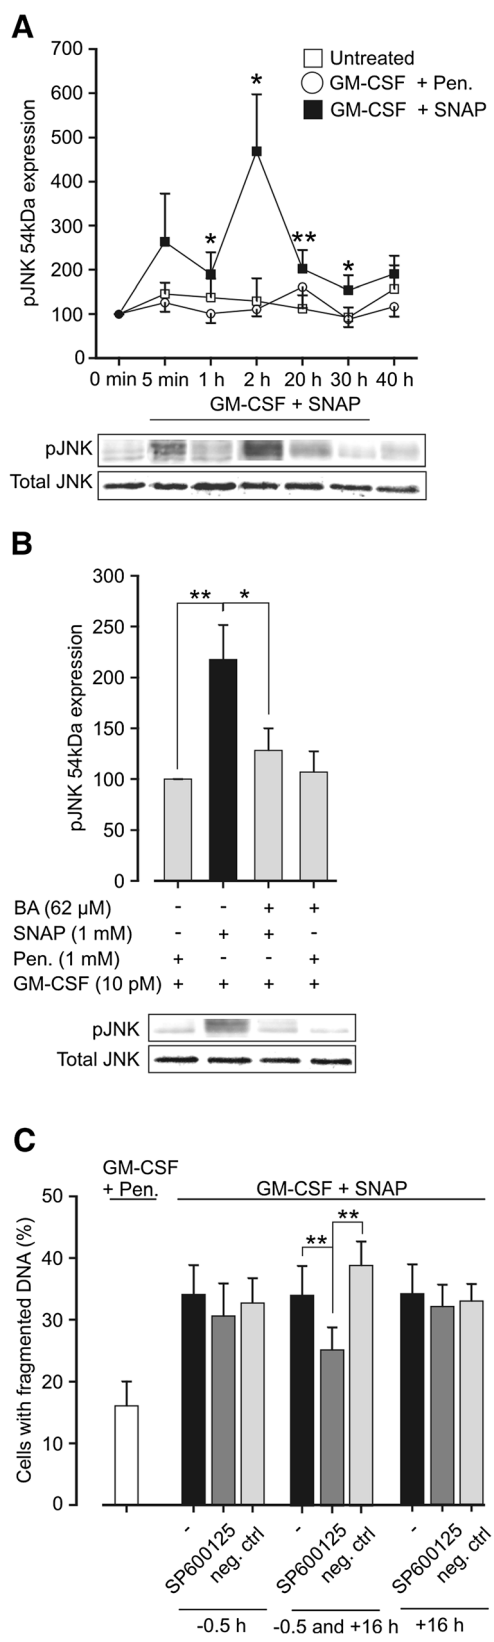 A
700
600
500
400
300
200
100
0
pJNK 54kDa expression
Untreated
GM-CSF + Pen.
GM-CSF + SNAP
*
*
**
*
0 min 5 min 1 h 2 h 20 h 30 h 40 h
GM-CSF + SNAP
pJNK
Total JNK
B
300
250
200
150
100
50
0
pJNK 54kDa expression
** *
BA (62 µM) - - + +
SNAP (1 mM) - + + -
Pen. (1 mM) + - - +
GM-CSF (10 pM) + + + +
pJNK
Total JNK
C
GM-CSF
+ Pen.
GM-CSF + SNAP
50
40
30
20
10
0
Cells with fragmented DNA (%)
**
**
- SP600125 neg. ctrl - SP600125 neg. ctrl - SP600125 neg. ctrl
-0.5 h -0.5 and +16 h +16 h